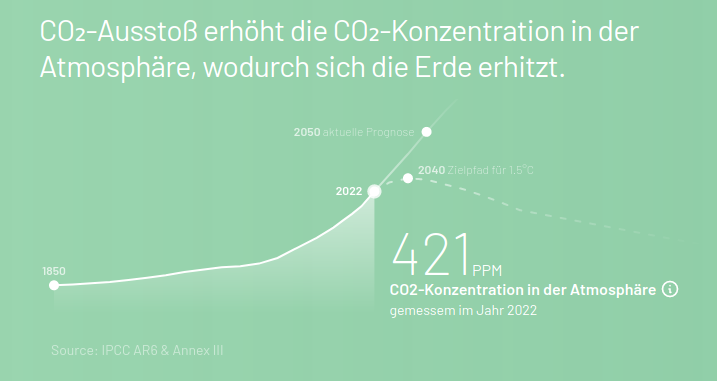 CO₂-Ausstoß erhöht die CO₂-Konzentration in der
Atmosphäre, wodurch sich die Erde erhitzt.
2050 aktuelle Prognose
2040 Zielpfad für 1,5°C
2022
1850
421 PPM
CO2-Konzentration in der Atmosphäre
gemessem im Jahr 2022
Source: IPCC AR6 & Annex III